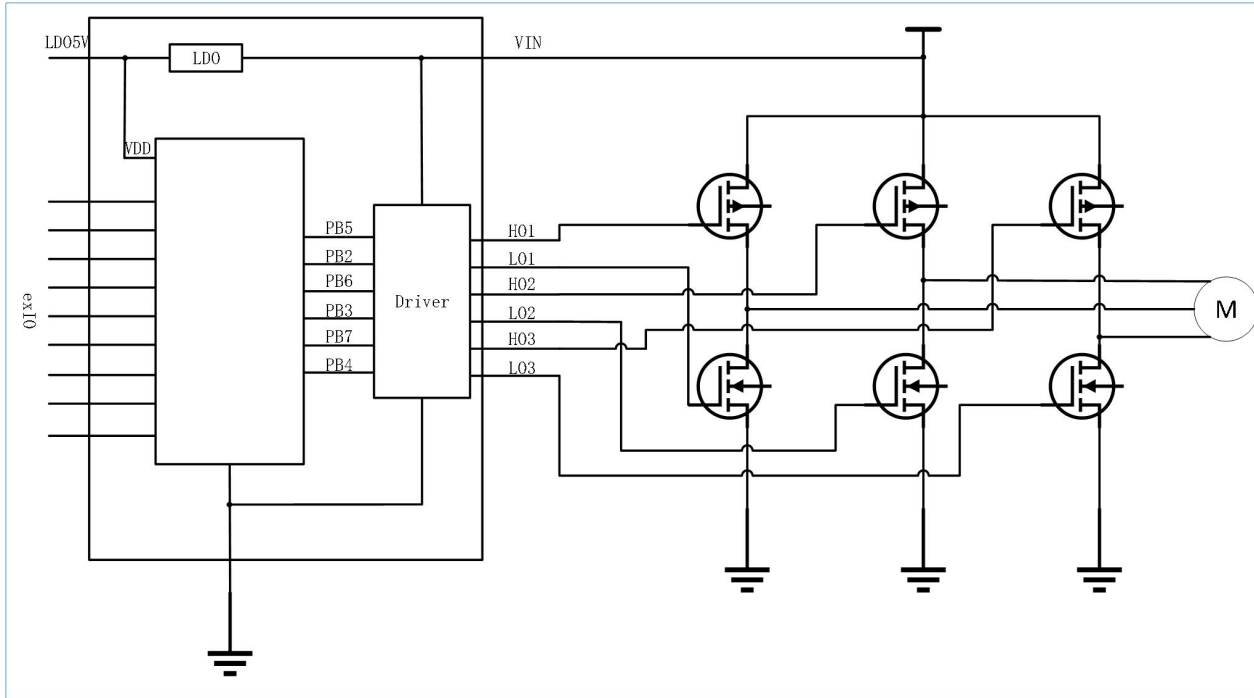 LDO5V
LDO
VIN
VDD
exIO
PB5
PB2
PB6
PB3
PB7
PB4
Driver
HO1
LO1
HO2
LO2
HO3
LO3
M